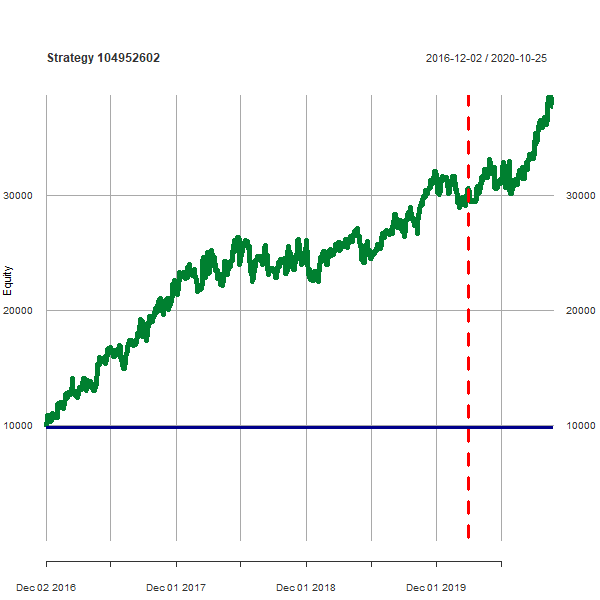 Strategy 104952602
2016-12-02 / 2020-10-25
30000
30000
Equity
20000
20000
10000
10000
Dec 02 2016
Dec 01 2017
Dec 01 2018
Dec 01 2019